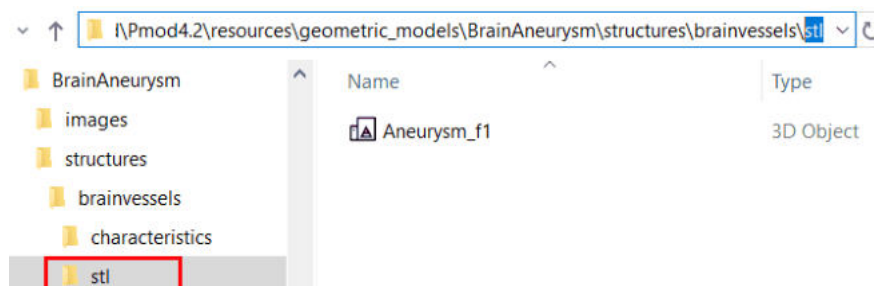 I\Pmod4.2\resources\geometric_models\BrainAneurysm\structures\brainvessels\stl
BrainAneurysm
images
structures
brainvessels
characteristics
stl
Name
Type
Aneurysm_f1
3D Object